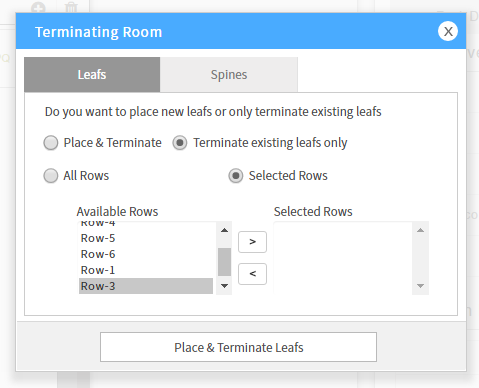 Terminating Room
X
Leafs
Spines
Do you want to place new leafs or only terminate existing leafs
Place & Terminate
Terminate existing leafs only
All Rows
Selected Rows
Available Rows
Selected Rows
Row-4
Row-5
Row-6
Row-1
Row-3
>
<
Place & Terminate Leafs